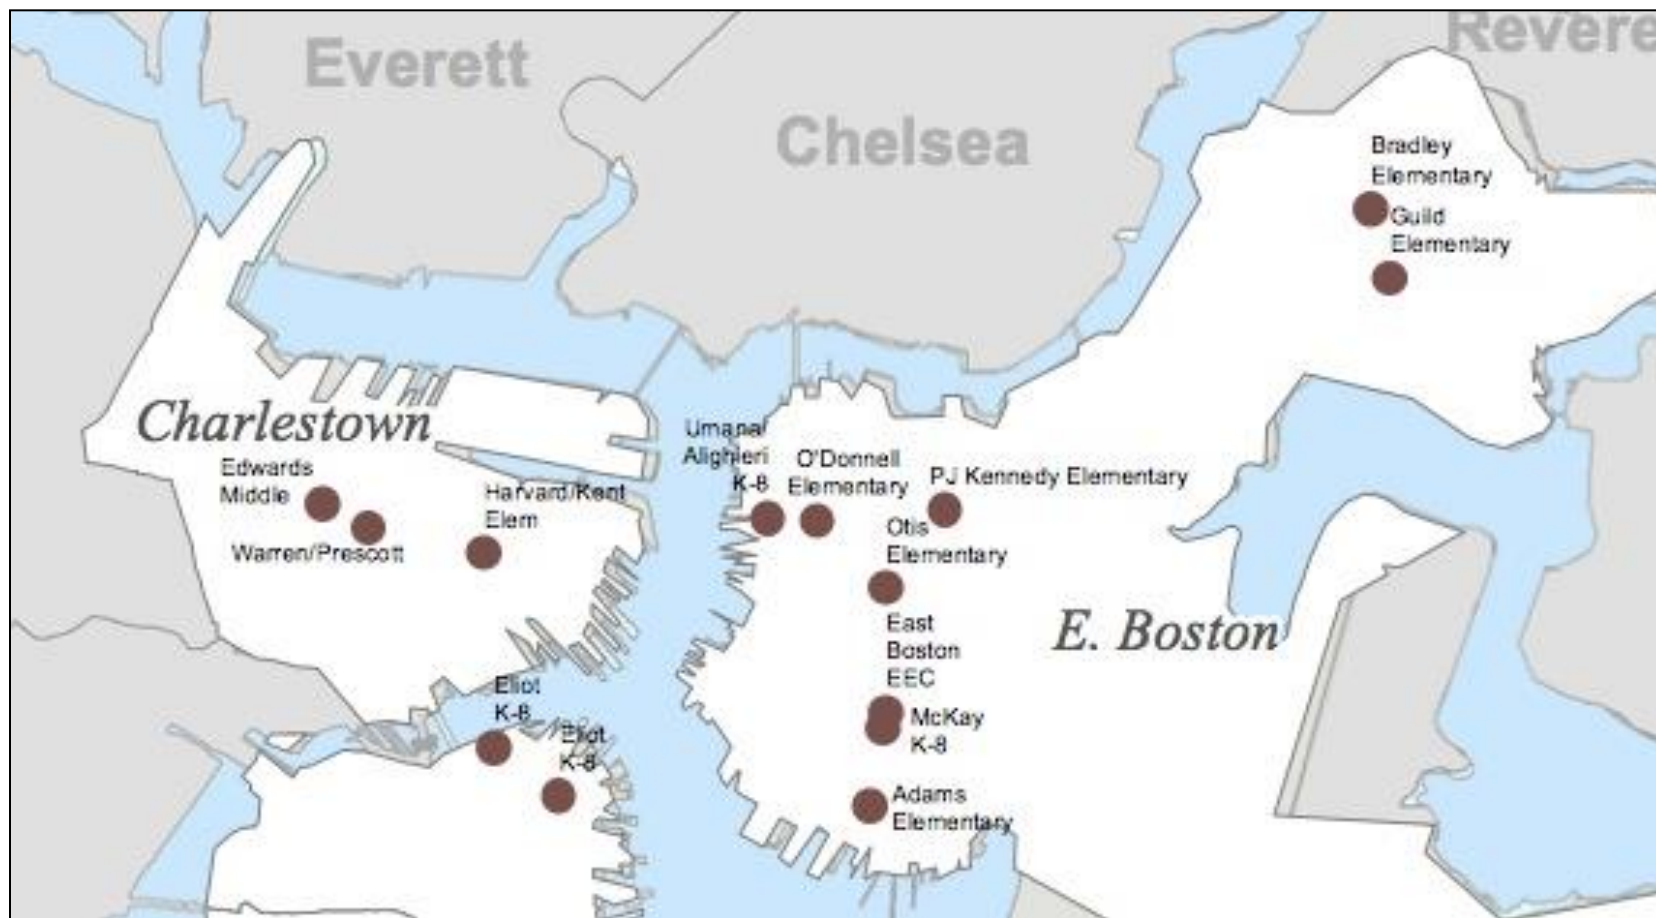 Revere
Everett
Chelsea
Bradley
Elementary
Guild
Elementary
Charlestown
Edwards
Middle
Warren/Prescott
Harvard/Kent
Elem
Umana/
Alighieri
K-8
O'Donnell
Elementary
PJ Kennedy Elementary
Otis
Elementary
East
Boston
EEC
E. Boston
McKay
K-8
Eliot
K-8
Eliot
K-8
Adams
Elementary